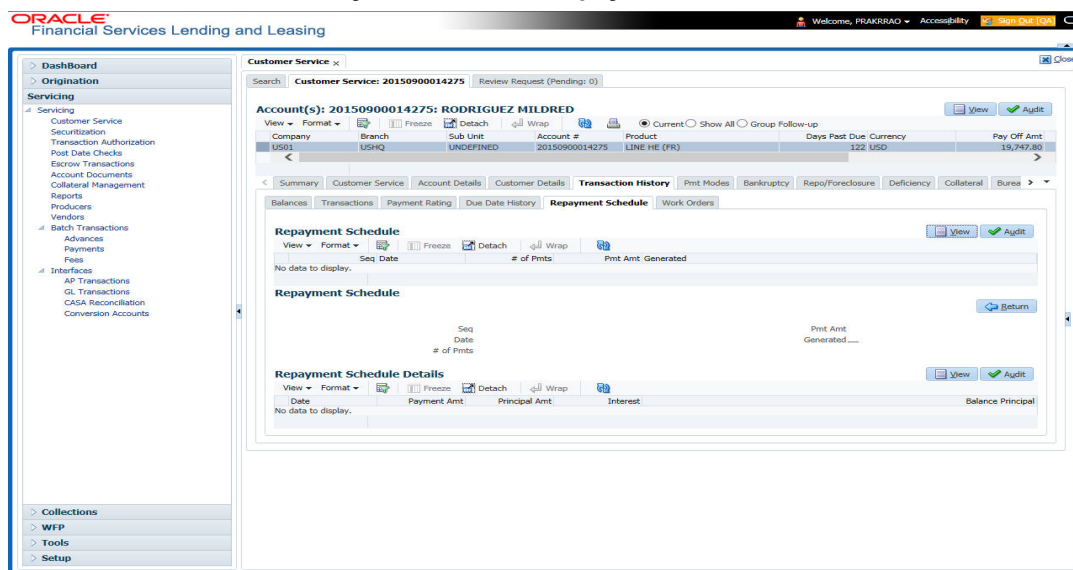 ORACLE
Financial Services Lending and Leasing
Welcome, PRAKRRAO Accessibility Sign Out [QA]
Close
DashBoard
Origination
Servicing
Servicing
Customer Service
Securitization
Transaction Authorization
Post Date Checks
Escrow Transactions
Account Documents
Collateral Management
Reports
Producers
Vendors
Batch Transactions
Advances
Payments
Fees
Interfaces
AP Transactions
GL Transactions
CASA Reconciliation
Conversion Accounts
Collections
WFP
Tools
Setup
Customer Service
Search Customer Service: 20150900014275 Review Request (Pending: 0)
Account(s): 20150900014275: RODRIGUEZ MILDRED View Audit
View Format Freeze Detach Wrap Current Show All Group Follow-up
Company Branch Sub Unit Account # Product Days Past Due Currency Pay Off Amt
US01 USHQ UNDEFINED 20150900014275 LINE HE (FR) 122 USD 19,747.80
Summary Customer Service Account Details Customer Details Transaction History Pmt Modes Bankruptcy Repo/Foreclosure Deficiency Collateral Burea
Balances Transactions Payment Rating Due Date History Repayment Schedule Work Orders
Repayment Schedule View Audit
View Format Freeze Detach Wrap
Seq Date # of Pmts Pmt Amt Generated
No data to display.
Repayment Schedule
Return
Seq Pmt Amt
Date Generated
# of Pmts
Repayment Schedule Details View Audit
View Format Freeze Detach Wrap
Date Payment Amt Principal Amt Interest Balance Principal
No data to display.